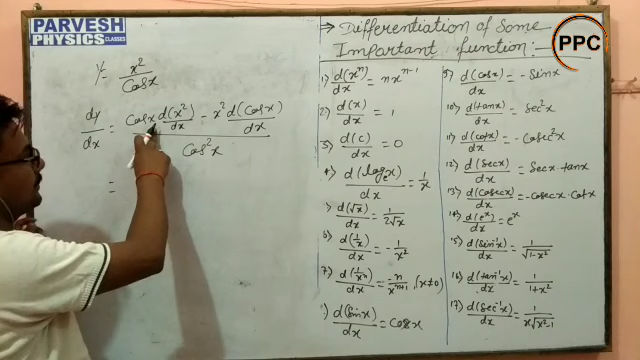 PARVESH
PHYSICS CLASSES
y = x²/Cosx
dy/dx = Cosx d(x²)/dx - x² d(Cosx)/dx / Cos²x
=
⇒ Differentiation of Some
Important function:-
PPC
1) d(xⁿ)/dx = nxⁿ⁻¹
2) d(x)/dx = 1
3) d(c)/dx = 0
4) d(logₑx)/dx = 1/x
5) d(√x)/dx = 1/2√x
6) d(1/x)/dx = -1/x²
7) d(1/xⁿ)/dx = -n/xⁿ⁺¹, (x≠0)
d(Sinx)/dx = Cosx
9) d(Cosx)/dx = -Sinx
10) d(tanx)/dx = Sec²x
11) d(Cotx)/dx = -Cosec²x
12) d(Secx)/dx = Secx·tanx
13) d(Cosecx)/dx = -Cosecx·Cotx
14) d(eˣ)/dx = eˣ
15) d(Sin⁻¹x)/dx = 1/√1-x²
16) d(tan⁻¹x)/dx = 1/1+x²
17) d(Sec⁻¹x)/dx = 1/x√x²-1